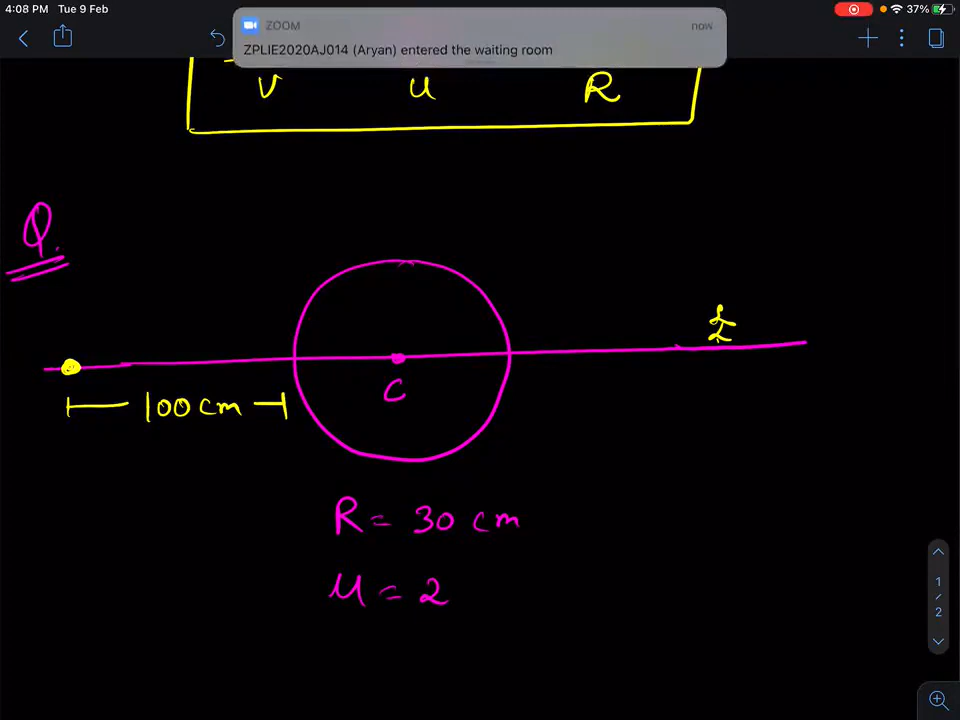 4:08 PM Tue 9 Feb
37%
ZOOM
now
ZPLIE2020AJ014 (Aryan) entered the waiting room
v u R
Q.
C
100 cm
R = 30 cm
μ = 2
1
/
2